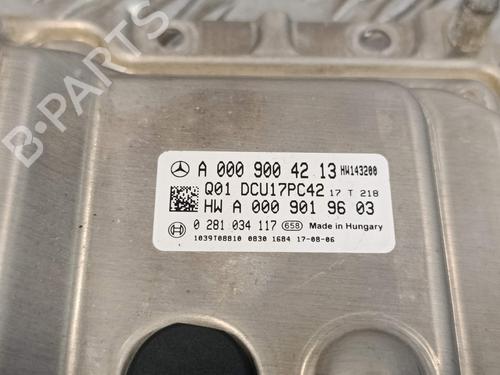 B-PARTS
A 000 900 42 13 HW143200
Q01 DCU17PC42 17 T 218
HW A 000 901 96 03
0 281 034 117 658 Made in Hungary
BOSCH
1039T08810 0830 1684 17-08-06